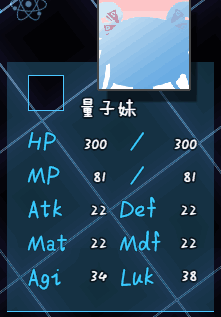 量子妹
HP 300 / 300
MP 81 / 81
Atk 22 Def 22
Mat 22 Mdf 22
Agi 34 Luk 38